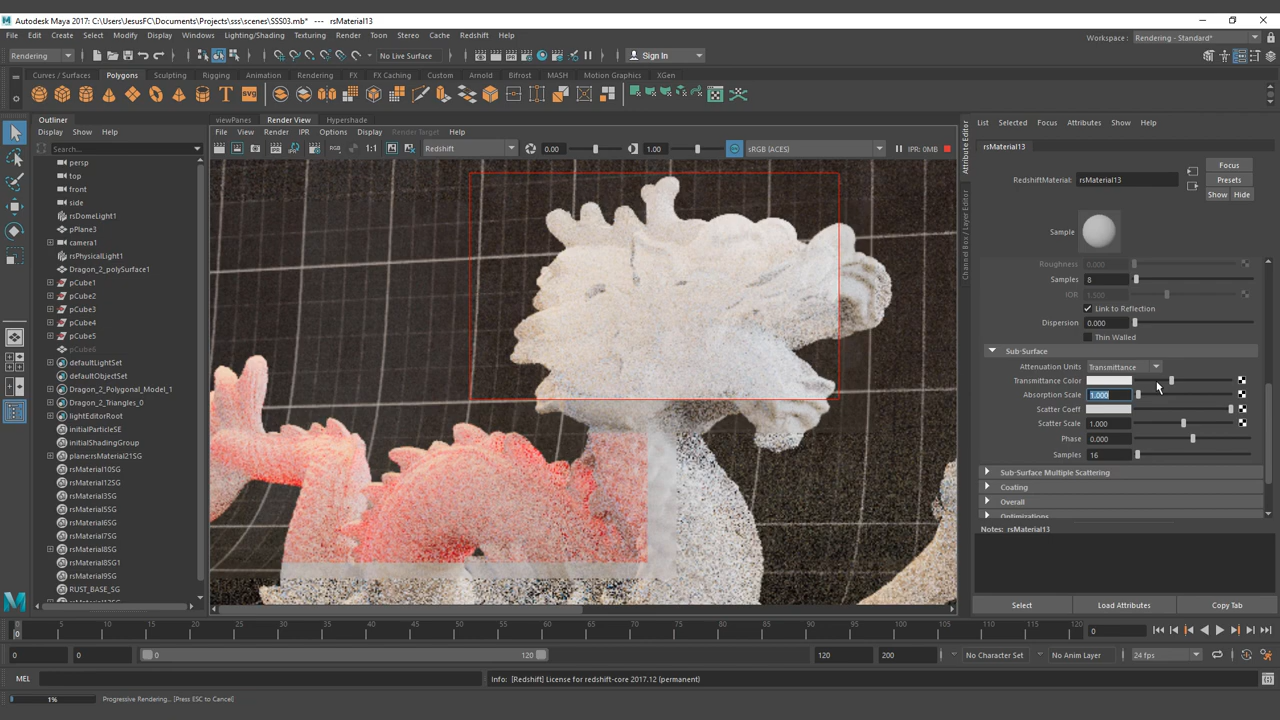 Autodesk Maya 2017: C:\Users\JesusFC\Documents\Projects\sss\scenes\SSS03.mb* --- rsMaterial13
File Edit Create Select Modify Display Windows Lighting/Shading Texturing Render Toon Stereo Cache Redshift Help
Workspace : Rendering - Standard*
Rendering
No Live Surface
Sign In
Curves / Surfaces Polygons Sculpting Rigging Animation Rendering FX FX Caching Custom Arnold Bifrost MASH Motion Graphics XGen
T
svg
Outliner
Display Show Help
Search...
persp
top
front
side
rsDomeLight1
pPlane3
camera1
rsPhysicalLight1
Dragon_2_polySurface1
pCube1
pCube2
pCube3
pCube4
pCube5
pCube6
defaultLightSet
defaultObjectSet
Dragon_2_Polygonal_Model_1
Dragon_2_Triangles_0
lightEditorRoot
initialParticleSE
initialShadingGroup
plane:rsMaterial21SG
rsMaterial10SG
rsMaterial12SG
rsMaterial3SG
rsMaterial5SG
rsMaterial6SG
rsMaterial7SG
rsMaterial8SG
rsMaterial8SG1
rsMaterial9SG
RUST_BASE_SG
viewPanes Render View Hypershade
File View Render IPR Options Display Render Target Help
RGB 1:1 Redshift 0.00 1.00 sRGB (ACES) IPR: 0MB
Attribute Editor
Channel Box / Layer Editor
List Selected Focus Attributes Show Help
rsMaterial13
Focus
RedshiftMaterial: rsMaterial13 Presets
Show Hide
Sample
Roughness 0.000
Samples 8
IOR 1.500
Link to Reflection
Dispersion 0.000
Thin Walled
Sub-Surface
Attenuation Units Transmittance
Transmittance Color
Absorption Scale 1.000
Scatter Coeff
Scatter Scale 1.000
Phase 0.000
Samples 16
Sub-Surface Multiple Scattering
Coating
Overall
Optimizations
Notes: rsMaterial13
Select Load Attributes Copy Tab
0 5 10 15 20 25 30 35 40 45 50 55 60 65 70 75 80 85 90 95 100 105 110 115 120
0
0
0 0 0 120 120 200 No Character Set No Anim Layer 24 fps
MEL Info: [Redshift] License for redshift-core 2017.12 (permanent)
1% Progressive Rendering... [Press ESC to Cancel]